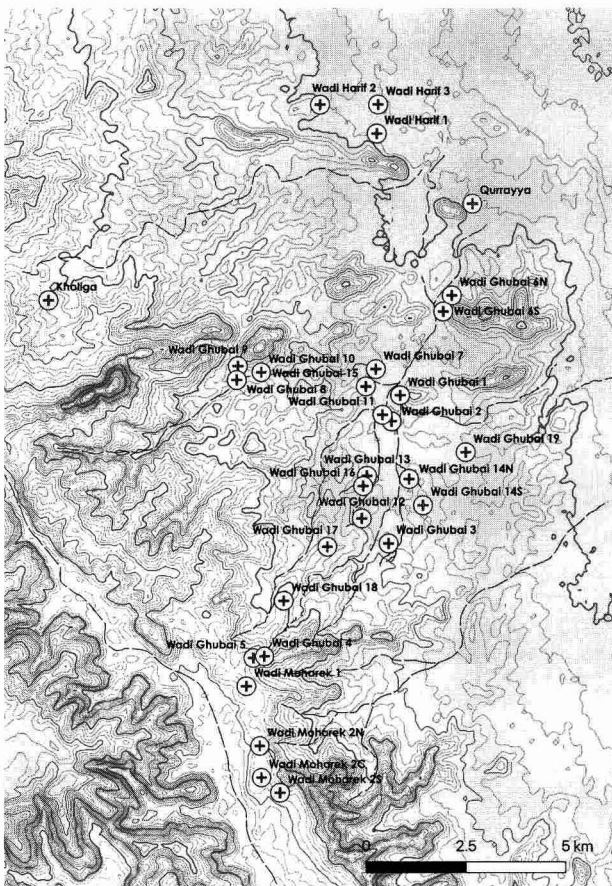 Wadi Harif 2
Wadi Harif 3
Wadi Harif 1
Qurrayya
Khaliga
Wadi Ghubai 6N
Wadi Ghubai 6S
Wadi Ghubai 9
Wadi Ghubai 10
Wadi Ghubai 7
Wadi Ghubai 15
Wadi Ghubai 8
Wadi Ghubai 1
Wadi Ghubai 11
Wadi Ghubai 2
Wadi Ghubai 19
Wadi Ghubai 13
Wadi Ghubai 16
Wadi Ghubai 14N
Wadi Ghubai 12
Wadi Ghubai 14S
Wadi Ghubai 17
Wadi Ghubai 3
Wadi Ghubai 18
Wadi Ghubai 5
Wadi Ghubai 4
Wadi Moharek 1
Wadi Moharek 2N
Wadi Moharek 2C
Wadi Moharek 2S
0 2.5 5 km